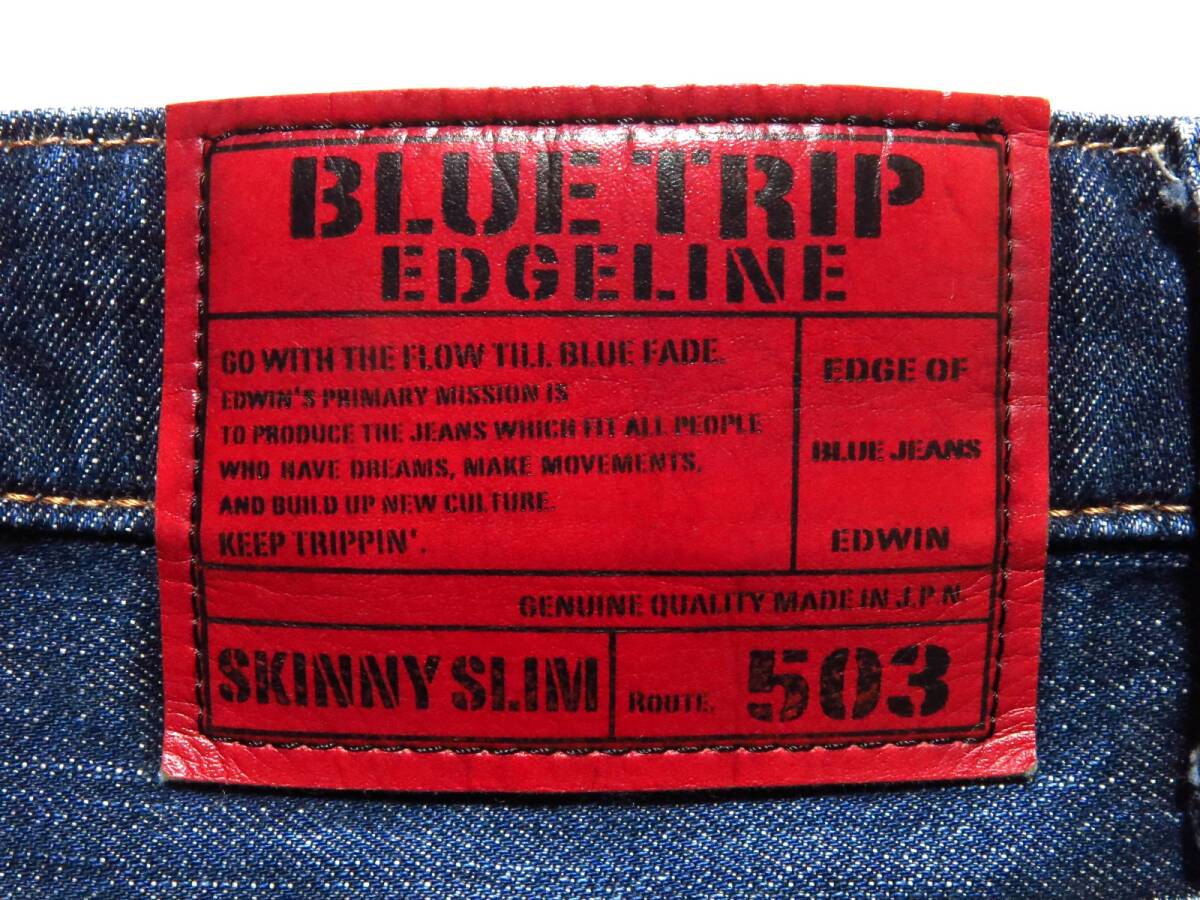 BLUE TRIP
EDGELINE
GO WITH THE FLOW TILL BLUE FADE.
EDWIN'S PRIMARY MISSION IS
TO PRODUCE THE JEANS WHICH FIT ALL PEOPLE
WHO HAVE DREAMS, MAKE MOVEMENTS,
AND BUILD UP NEW CULTURE.
KEEP TRIPPIN'.
EDGE OF
BLUE JEANS
EDWIN
GENUINE QUALITY MADE IN J.P N
SKINNY SLIM
ROUTE. 503